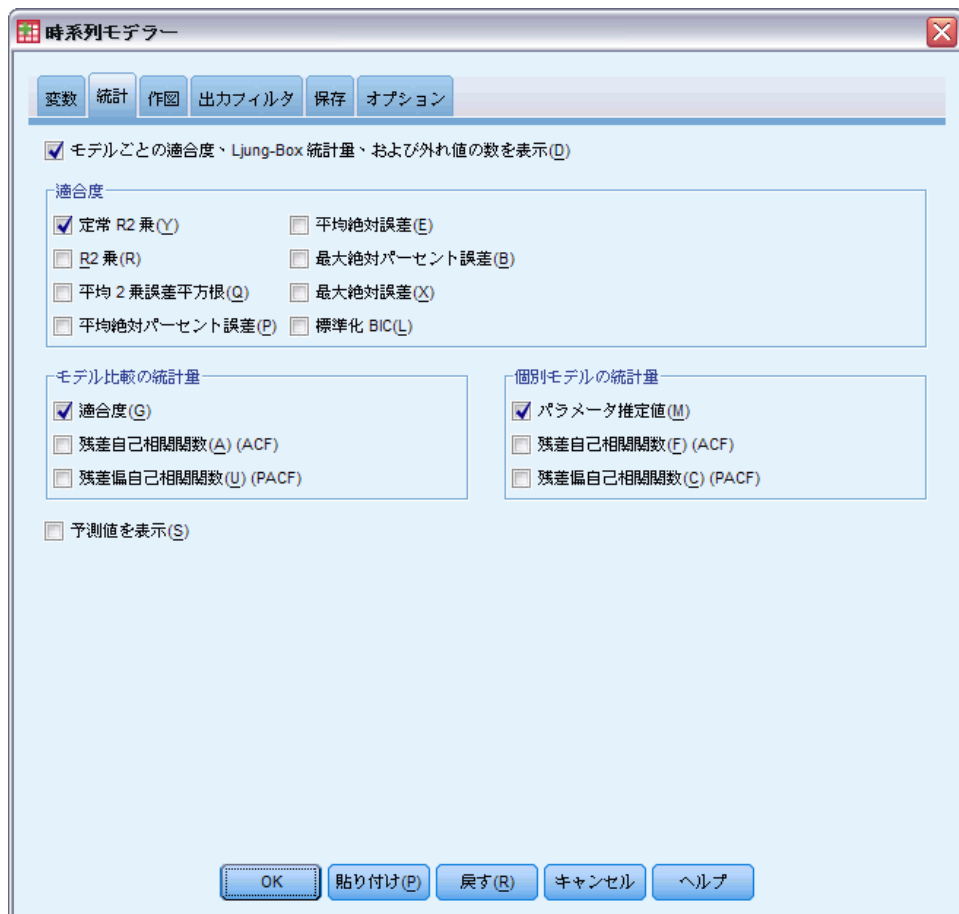 時系列モデラー
変数 統計 作図 出力フィルタ 保存 オプション
モデルごとの適合度、Ljung-Box 統計量、および外れ値の数を表示(D)
適合度
定常 R2 乗(Y) 平均絶対誤差(E)
R2 乗(R) 最大絶対パーセント誤差(B)
平均 2 乗誤差平方根(Q) 最大絶対誤差(X)
平均絶対パーセント誤差(P) 標準化 BIC(L)
モデル比較の統計量 個別モデルの統計量
適合度(G) パラメータ推定値(M)
残差自己相関関数(A) (ACF) 残差自己相関関数(F) (ACF)
残差偏自己相関関数(U) (PACF) 残差偏自己相関関数(C) (PACF)
予測値を表示(S)
OK 貼り付け(P) 戻す(R) キャンセル ヘルプ